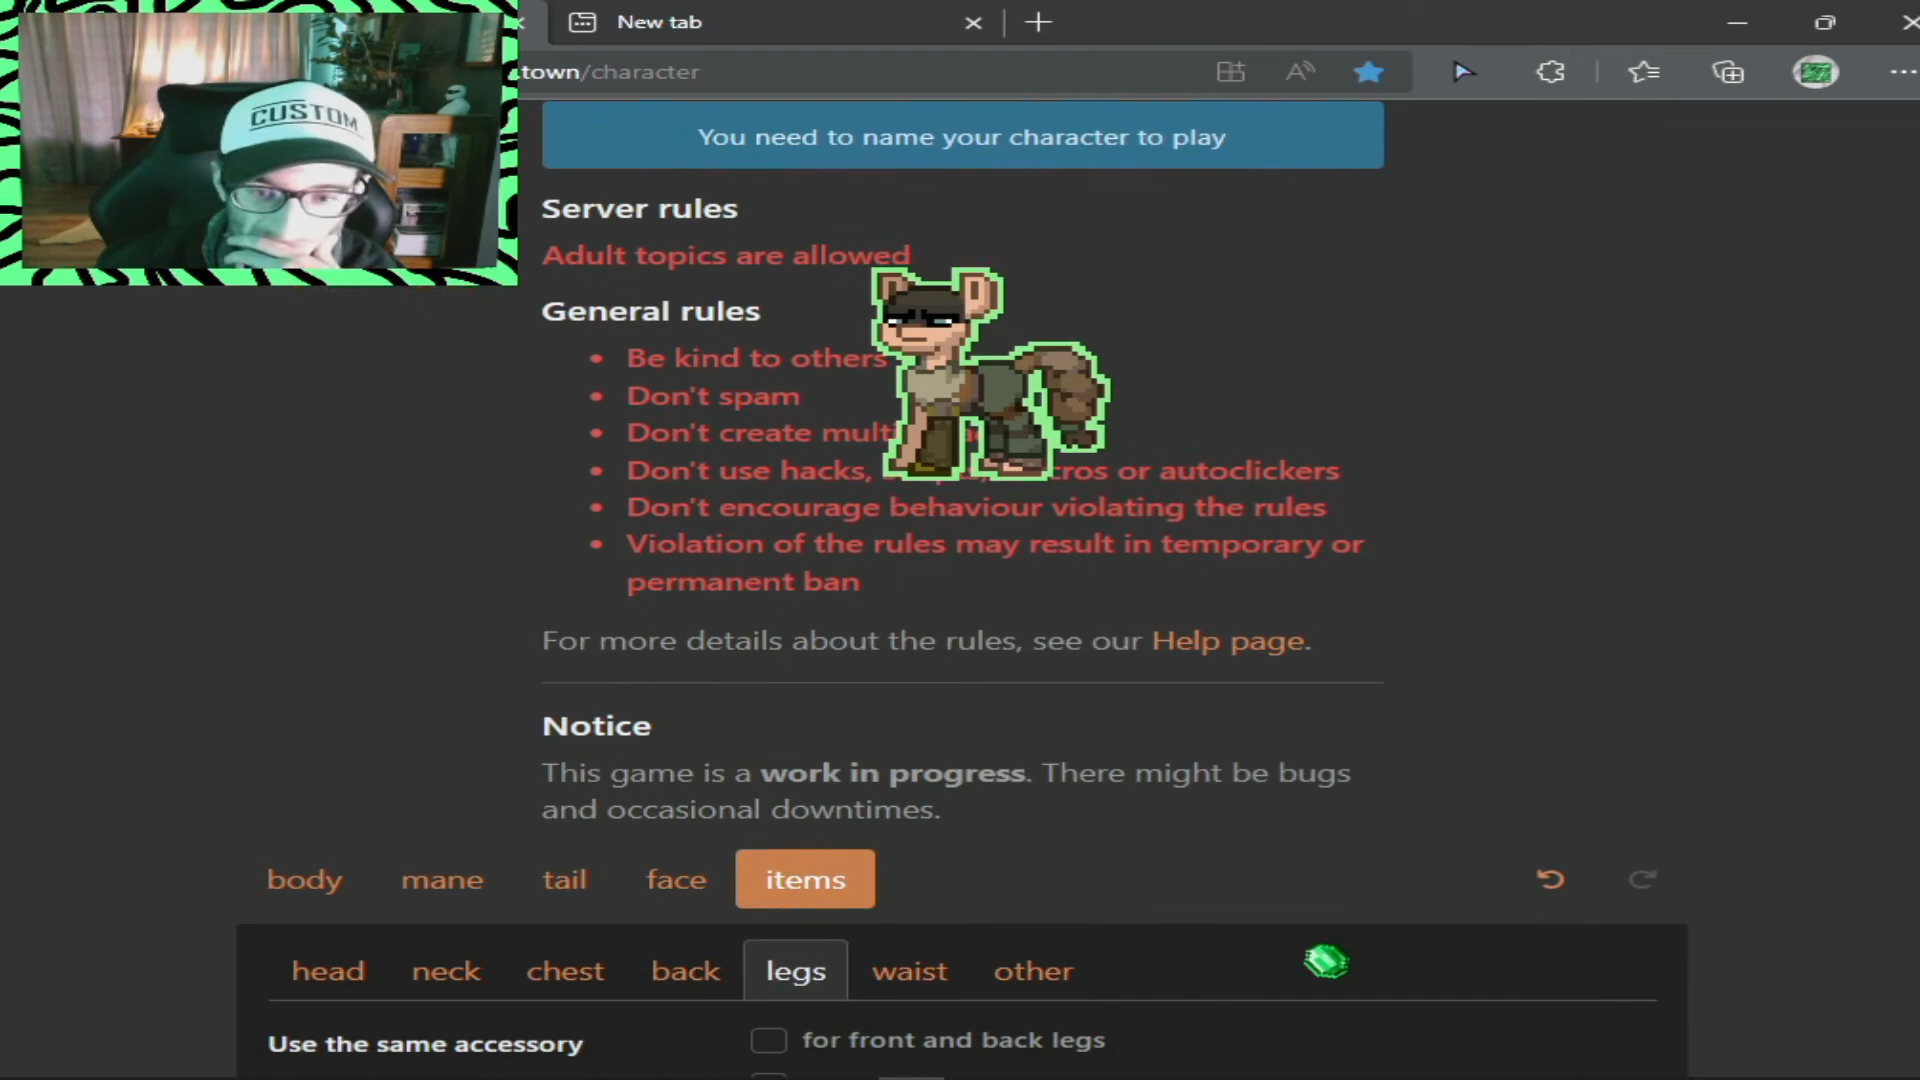 CUSTOM
New tab
.town/character
You need to name your character to play
Server rules
Adult topics are allowed
General rules
Be kind to others
Don't spam
Don't create
Don't use hacks, or autoclickers
Don't encourage behaviour violating the rules
Violation of the rules may result in temporary or
permanent ban
For more details about the rules, see our Help page.
Notice
This game is a work in progress. There might be bugs
and occasional downtimes.
body mane tail face items
head neck chest back legs waist other
Use the same accessory
for front and back legs